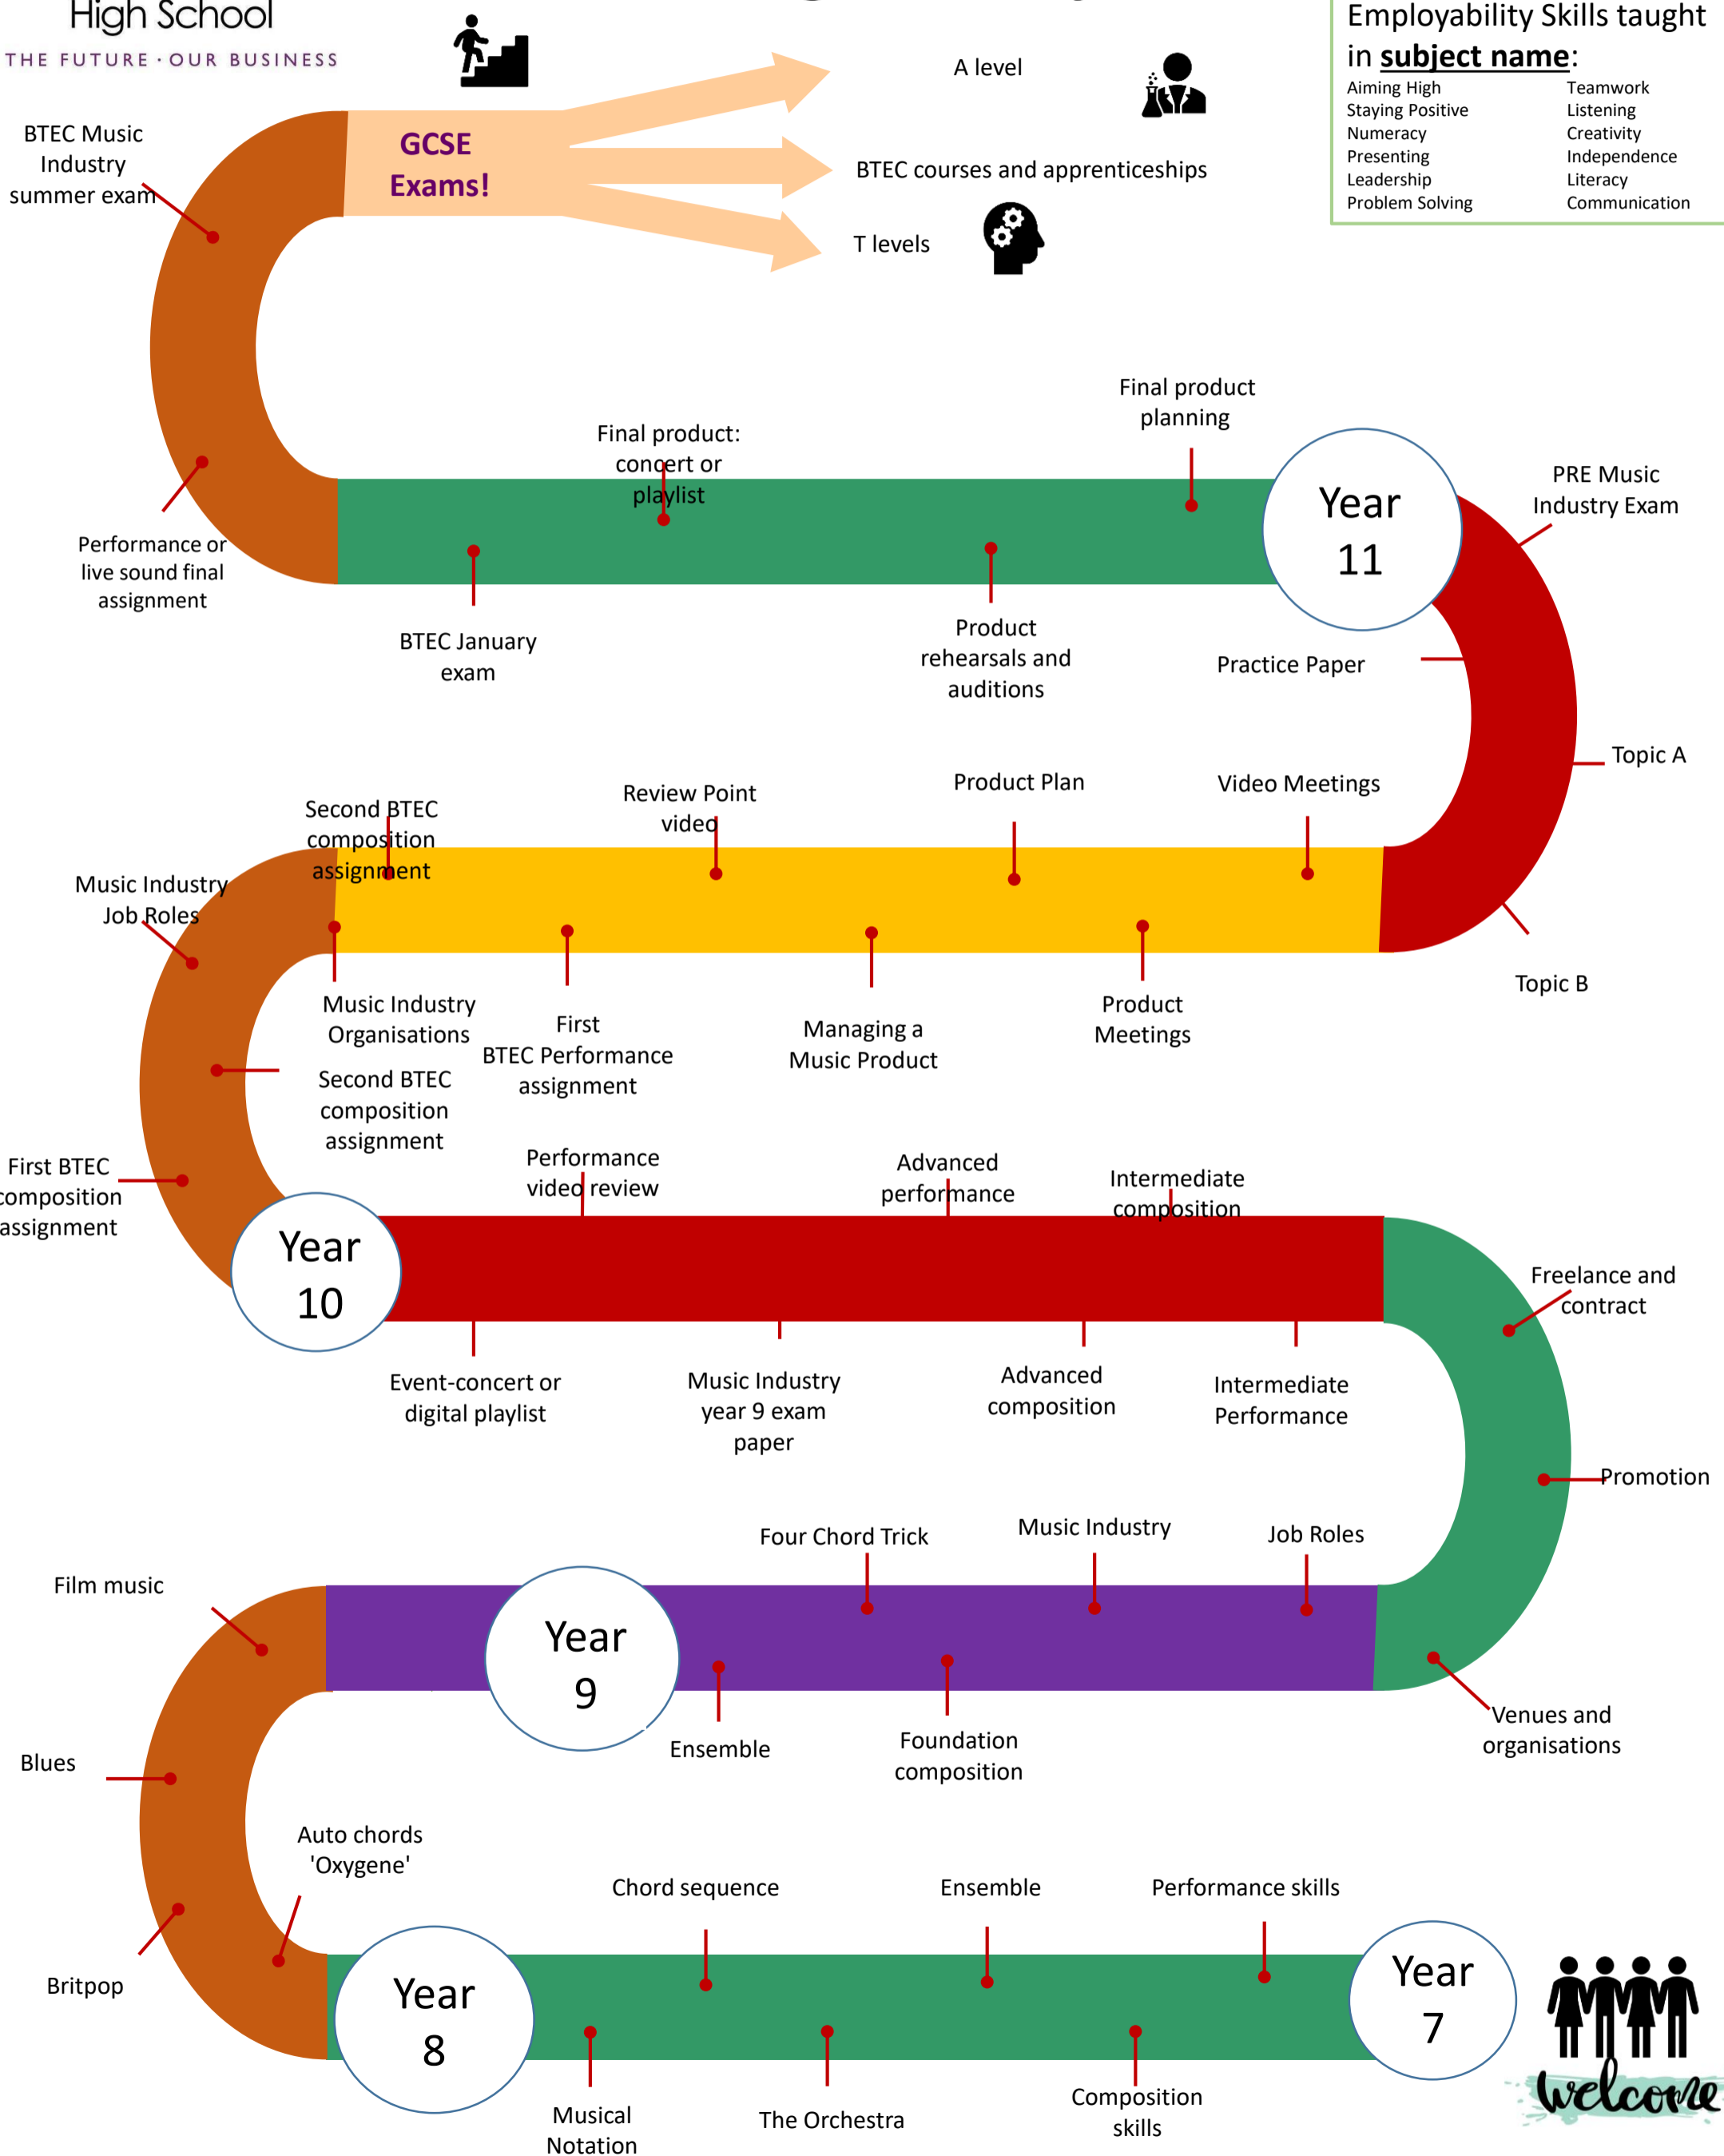 High School
THE FUTURE · OUR BUSINESS
Employability Skills taught
in subject name:
Aiming High
Staying Positive
Numeracy
Presenting
Leadership
Problem Solving
Teamwork
Listening
Creativity
Independence
Literacy
Communication
A level
BTEC courses and apprenticeships
T levels
GCSE
Exams!
BTEC Music
Industry
summer exam
Performance or
live sound final
assignment
Final product:
concert or
playlist
Final product
planning
BTEC January
exam
Product
rehearsals and
auditions
Year
11
PRE Music
Industry Exam
Practice Paper
Topic A
Topic B
Second BTEC
composition
assignment
Review Point
video
Product Plan
Video Meetings
Music Industry
Job Roles
Music Industry
Organisations
First
BTEC Performance
assignment
Managing a
Music Product
Product
Meetings
Second BTEC
composition
assignment
First BTEC
composition
assignment
Year
10
Performance
video review
Advanced
performance
Intermediate
composition
Event-concert or
digital playlist
Music Industry
year 9 exam
paper
Advanced
composition
Intermediate
Performance
Freelance and
contract
Promotion
Venues and
organisations
Four Chord Trick
Music Industry
Job Roles
Year
9
Ensemble
Foundation
composition
Film music
Blues
Britpop
Auto chords
'Oxygene'
Year
8
Chord sequence
Ensemble
Performance skills
Musical
Notation
The Orchestra
Composition
skills
Year
7
welcome